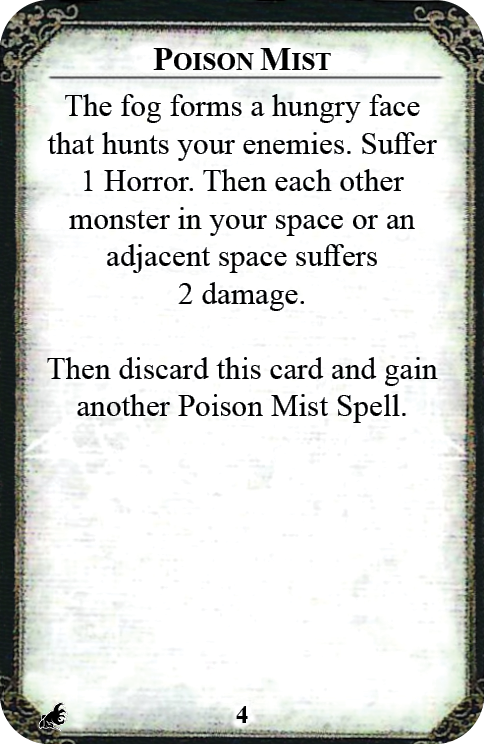 Poison Mist
The fog forms a hungry face
that hunts your enemies. Suffer
1 Horror. Then each other
monster in your space or an
adjacent space suffers
2 damage.
Then discard this card and gain
another Poison Mist Spell.
4